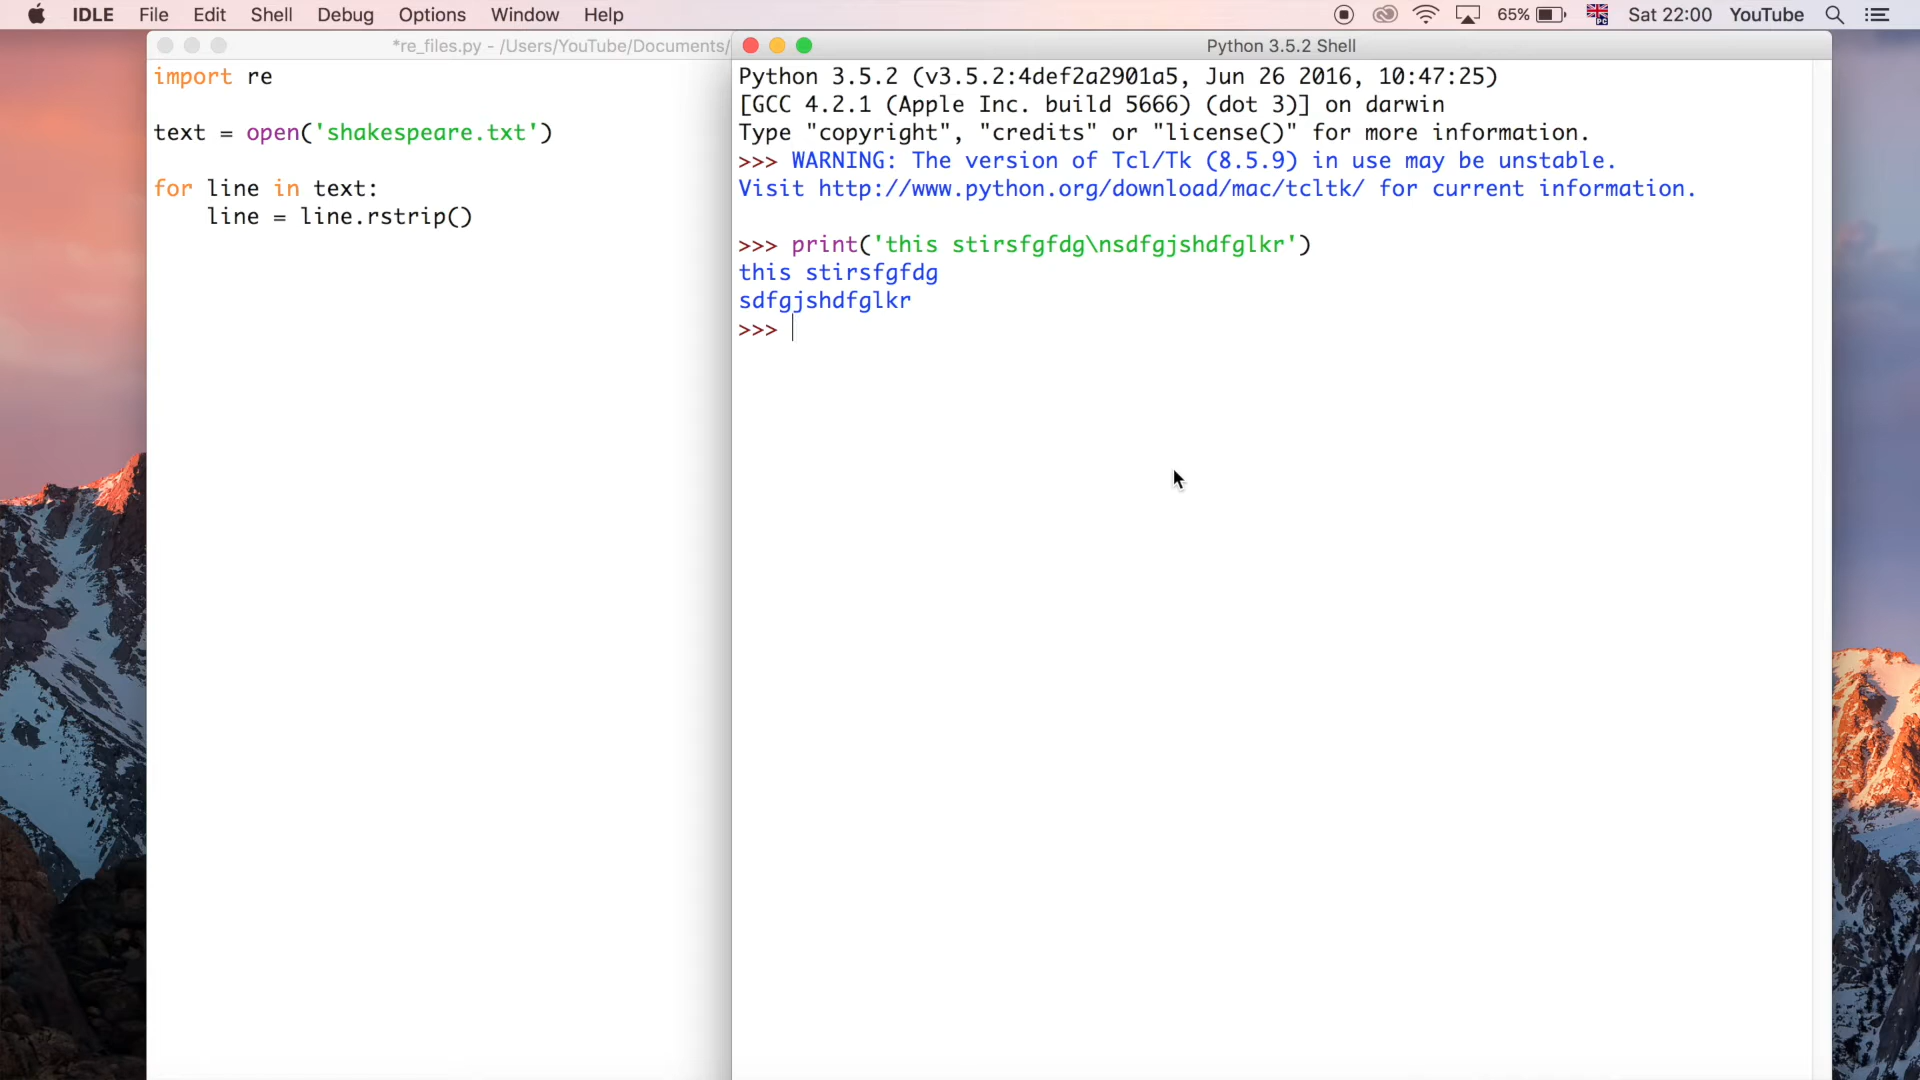 IDLE File Edit Shell Debug Options Window Help 65% Sat 22:00 YouTube
*re_files.py - /Users/YouTube/Documents/
import re
text = open('shakespeare.txt')
for line in text:
line = line.rstrip()
Python 3.5.2 Shell
Python 3.5.2 (v3.5.2:4def2a2901a5, Jun 26 2016, 10:47:25)
[GCC 4.2.1 (Apple Inc. build 5666) (dot 3)] on darwin
Type "copyright", "credits" or "license()" for more information.
>>> WARNING: The version of Tcl/Tk (8.5.9) in use may be unstable.
Visit http://www.python.org/download/mac/tcltk/ for current information.
>>> print('this stirsfgfdg\nsdfgjshdfglkr')
this stirsfgfdg
sdfgjshdfglkr
>>>